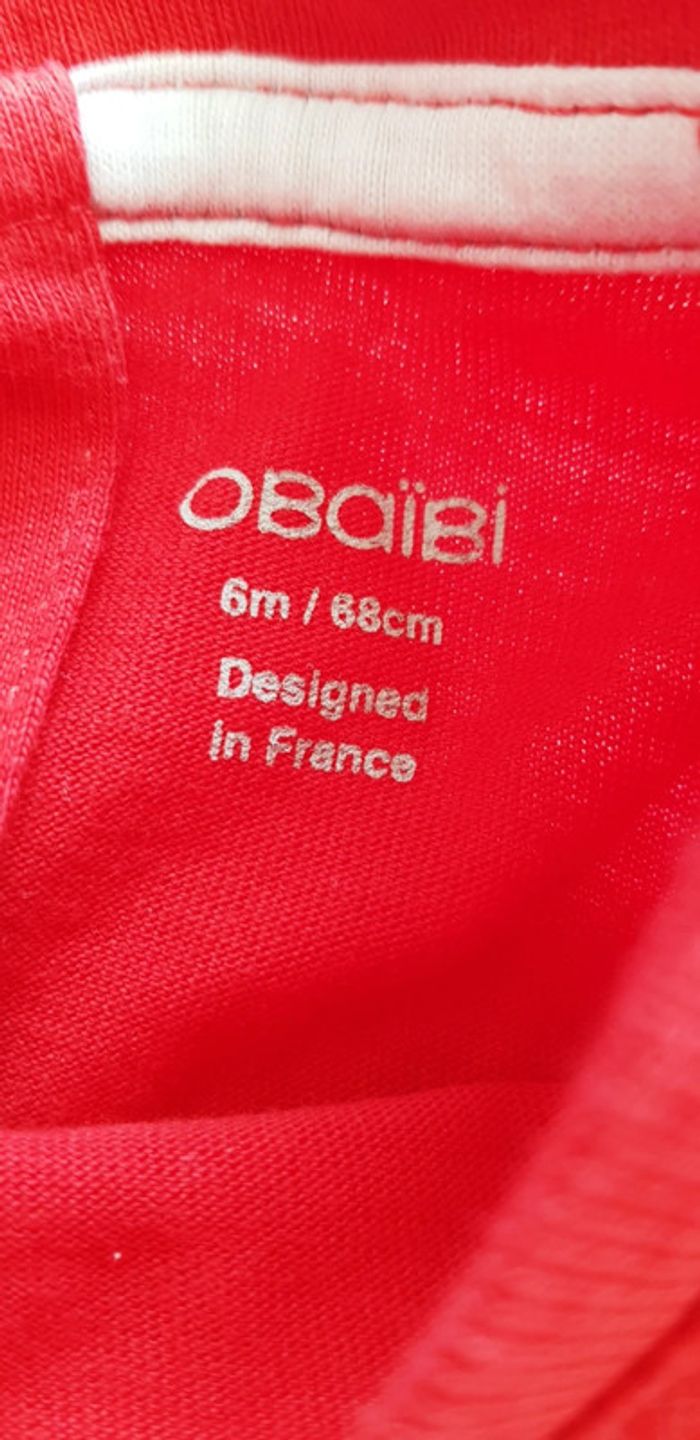 OBaïBi
6m / 68cm
Designed
in France